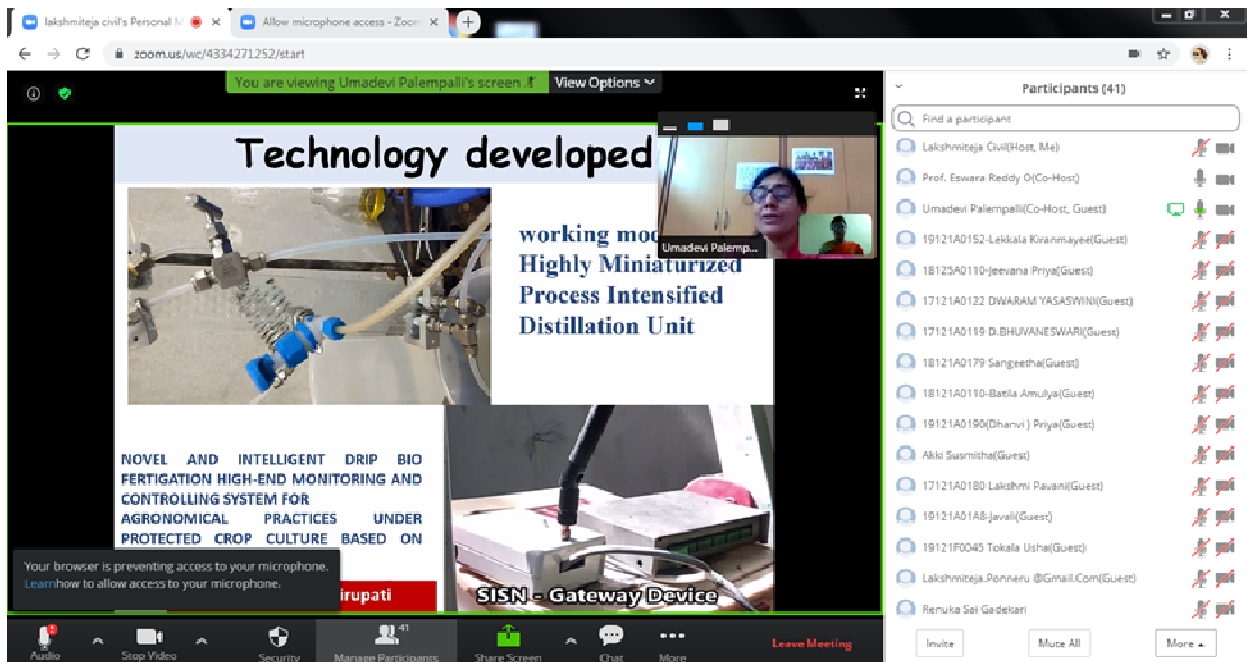 lakshmiteja civil's Personal M
Allow microphone access - Zoom
zoom.us/wc/4334271252/start
You are viewing Umadevi Palempalli's screen
View Options
Technology developed
working mod
Highly Miniaturized
Process Intensified
Distillation Unit
Umadevi Palemp...
NOVEL AND INTELLIGENT DRIP BIO
FERTIGATION HIGH-END MONITORING AND
CONTROLLING SYSTEM FOR
AGRONOMICAL PRACTICES UNDER
PROTECTED CROP CULTURE BASED ON
Your browser is preventing access to your microphone.
Learnhow to allow access to your microphone.
irupati
SISN - Gateway Device
Audio
Stop Video
Security
41
Manage Participants
Share Screen
Chat
More
Leave Meeting
Participants (41)
Find a participant
Lakshmiteja Civil(Host, Me)
Prof. Eswara Reddy O(Co-Host)
Umadevi Palempalli(Co-Host, Guest)
19121A0152-Lekkala Kiranmayee(Guest)
18125A0110-Jeevana Priya(Guest)
17121A0122 DWARAM YASASWINI(Guest)
17121A0119 D.BHUVANESWARI(Guest)
18121A0179 Sangeetha(Guest)
18121A0110-Batila Amulya(Guest)
19121A0190(Dhanvi ) Priya(Guest)
Akki Susmitha(Guest)
17121A0180 Lakshmi Pavani(Guest)
19121A01A8-Javali(Guest)
19121F0045 Tokala Usha(Guest)
Lakshmiteja.Ponneru @Gmail.Com(Guest)
Renuka Sai Gadekari
Invite
Mute All
More